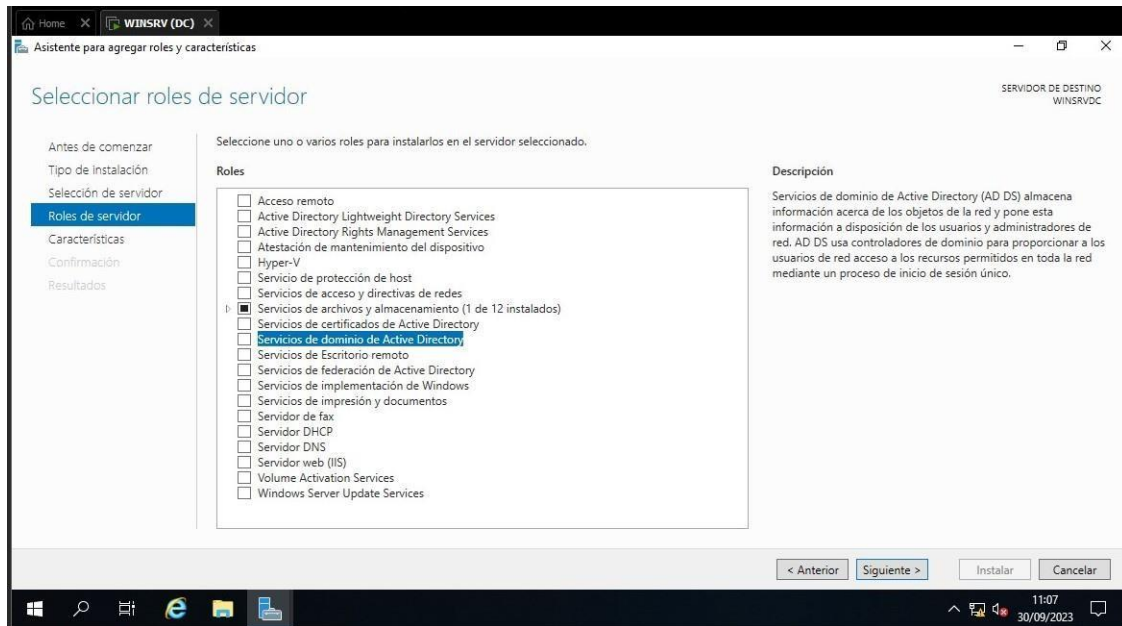 Home
WINSRV (DC)
Asistente para agregar roles y características
Seleccionar roles de servidor
SERVIDOR DE DESTINO
WINSRVDC
Antes de comenzar
Tipo de instalación
Selección de servidor
Roles de servidor
Características
Confirmación
Resultados
Seleccione uno o varios roles para instalarlos en el servidor seleccionado.
Roles
Acceso remoto
Active Directory Lightweight Directory Services
Active Directory Rights Management Services
Atestación de mantenimiento del dispositivo
Hyper-V
Servicio de protección de host
Servicios de acceso y directivas de redes
Servicios de archivos y almacenamiento (1 de 12 instalados)
Servicios de certificados de Active Directory
Servicios de dominio de Active Directory
Servicios de Escritorio remoto
Servicios de federación de Active Directory
Servicios de implementación de Windows
Servicios de impresión y documentos
Servidor de fax
Servidor DHCP
Servidor DNS
Servidor web (IIS)
Volume Activation Services
Windows Server Update Services
Descripción
Servicios de dominio de Active Directory (AD DS) almacena
información acerca de los objetos de la red y pone esta
información a disposición de los usuarios y administradores de
red. AD DS usa controladores de dominio para proporcionar a los
usuarios de red acceso a los recursos permitidos en toda la red
mediante un proceso de inicio de sesión único.
< Anterior
Siguiente >
Instalar
Cancelar
11:07
30/09/2023